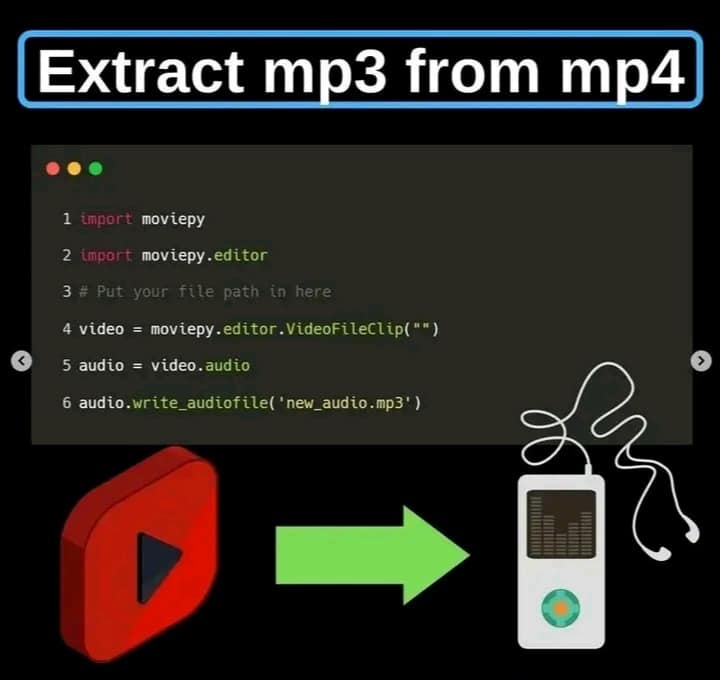 Extract mp3 from mp4
1 import moviepy
2 import moviepy.editor
3 # Put your file path in here
4 video = moviepy.editor.VideoFileClip("")
5 audio = video.audio
6 audio.write_audiofile('new_audio.mp3')